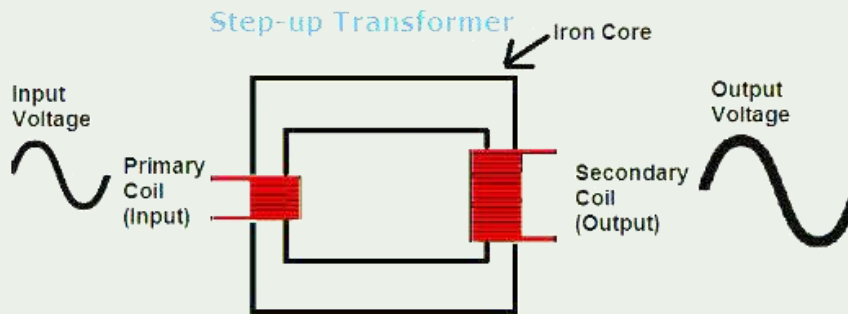 Step-up Transformer
Iron Core
Input
Voltage
Primary
Coil
(Input)
Secondary
Coil
(Output)
Output
Voltage